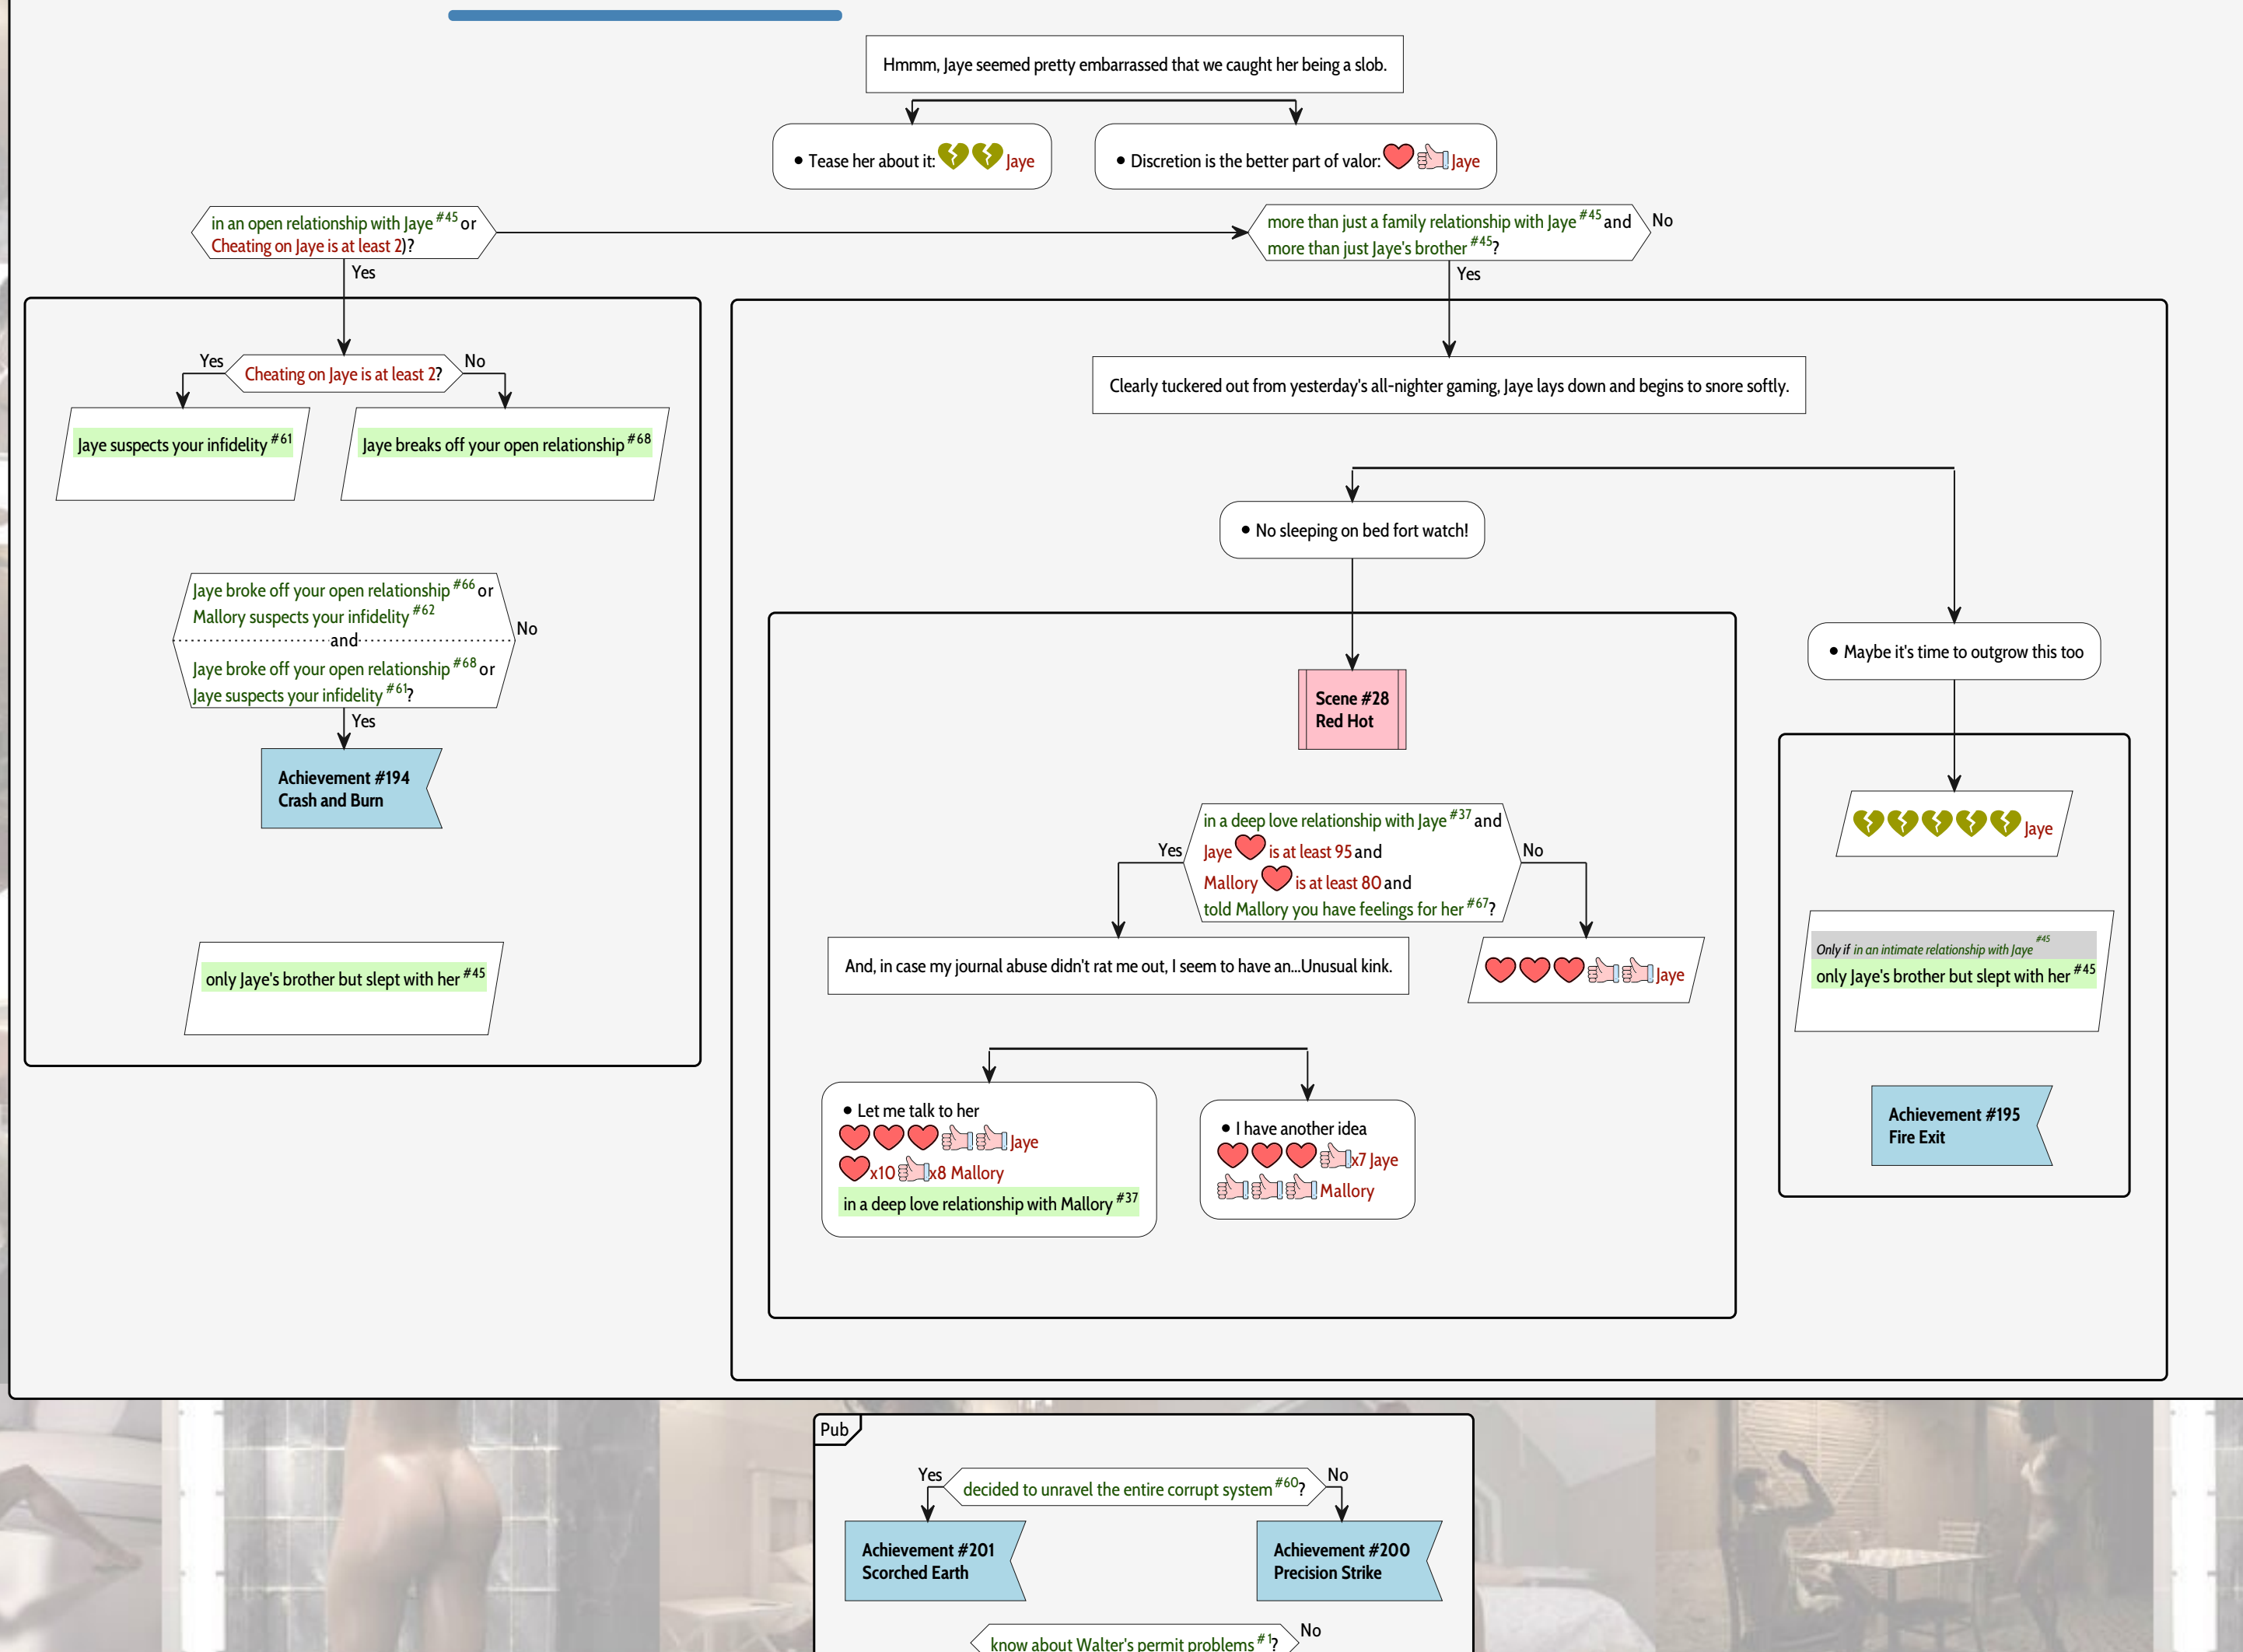 Hmmm, Jaye seemed pretty embarrassed that we caught her being a slob.
• Tease her about it: Jaye
• Discretion is the better part of valor: Jaye
in an open relationship with Jaye #45 or
Cheating on Jaye is at least 2)?
Yes
more than just a family relationship with Jaye #45 and
more than just Jaye's brother #45?
No
Yes
Yes
Cheating on Jaye is at least 2?
No
Jaye suspects your infidelity #61
Jaye breaks off your open relationship #68
Jaye broke off your open relationship #66 or
Mallory suspects your infidelity #62
and
Jaye broke off your open relationship #68 or
Jaye suspects your infidelity #61?
No
Yes
Achievement #194
Crash and Burn
only Jaye's brother but slept with her #45
Clearly tuckered out from yesterday's all-nighter gaming, Jaye lays down and begins to snore softly.
• No sleeping on bed fort watch!
• Maybe it's time to outgrow this too
Scene #28
Red Hot
Yes
in a deep love relationship with Jaye #37 and
Jaye is at least 95 and
Mallory is at least 80 and
told Mallory you have feelings for her #67?
No
And, in case my journal abuse didn't rat me out, I seem to have an...Unusual kink.
Jaye
• Let me talk to her
Jaye
x10 x8 Mallory
in a deep love relationship with Mallory #37
• I have another idea
x7 Jaye
Mallory
Jaye
Only if in an intimate relationship with Jaye #45
only Jaye's brother but slept with her #45
Achievement #195
Fire Exit
Pub
Yes
decided to unravel the entire corrupt system #60?
No
Achievement #201
Scorched Earth
Achievement #200
Precision Strike
know about Walter's permit problems #1?
No